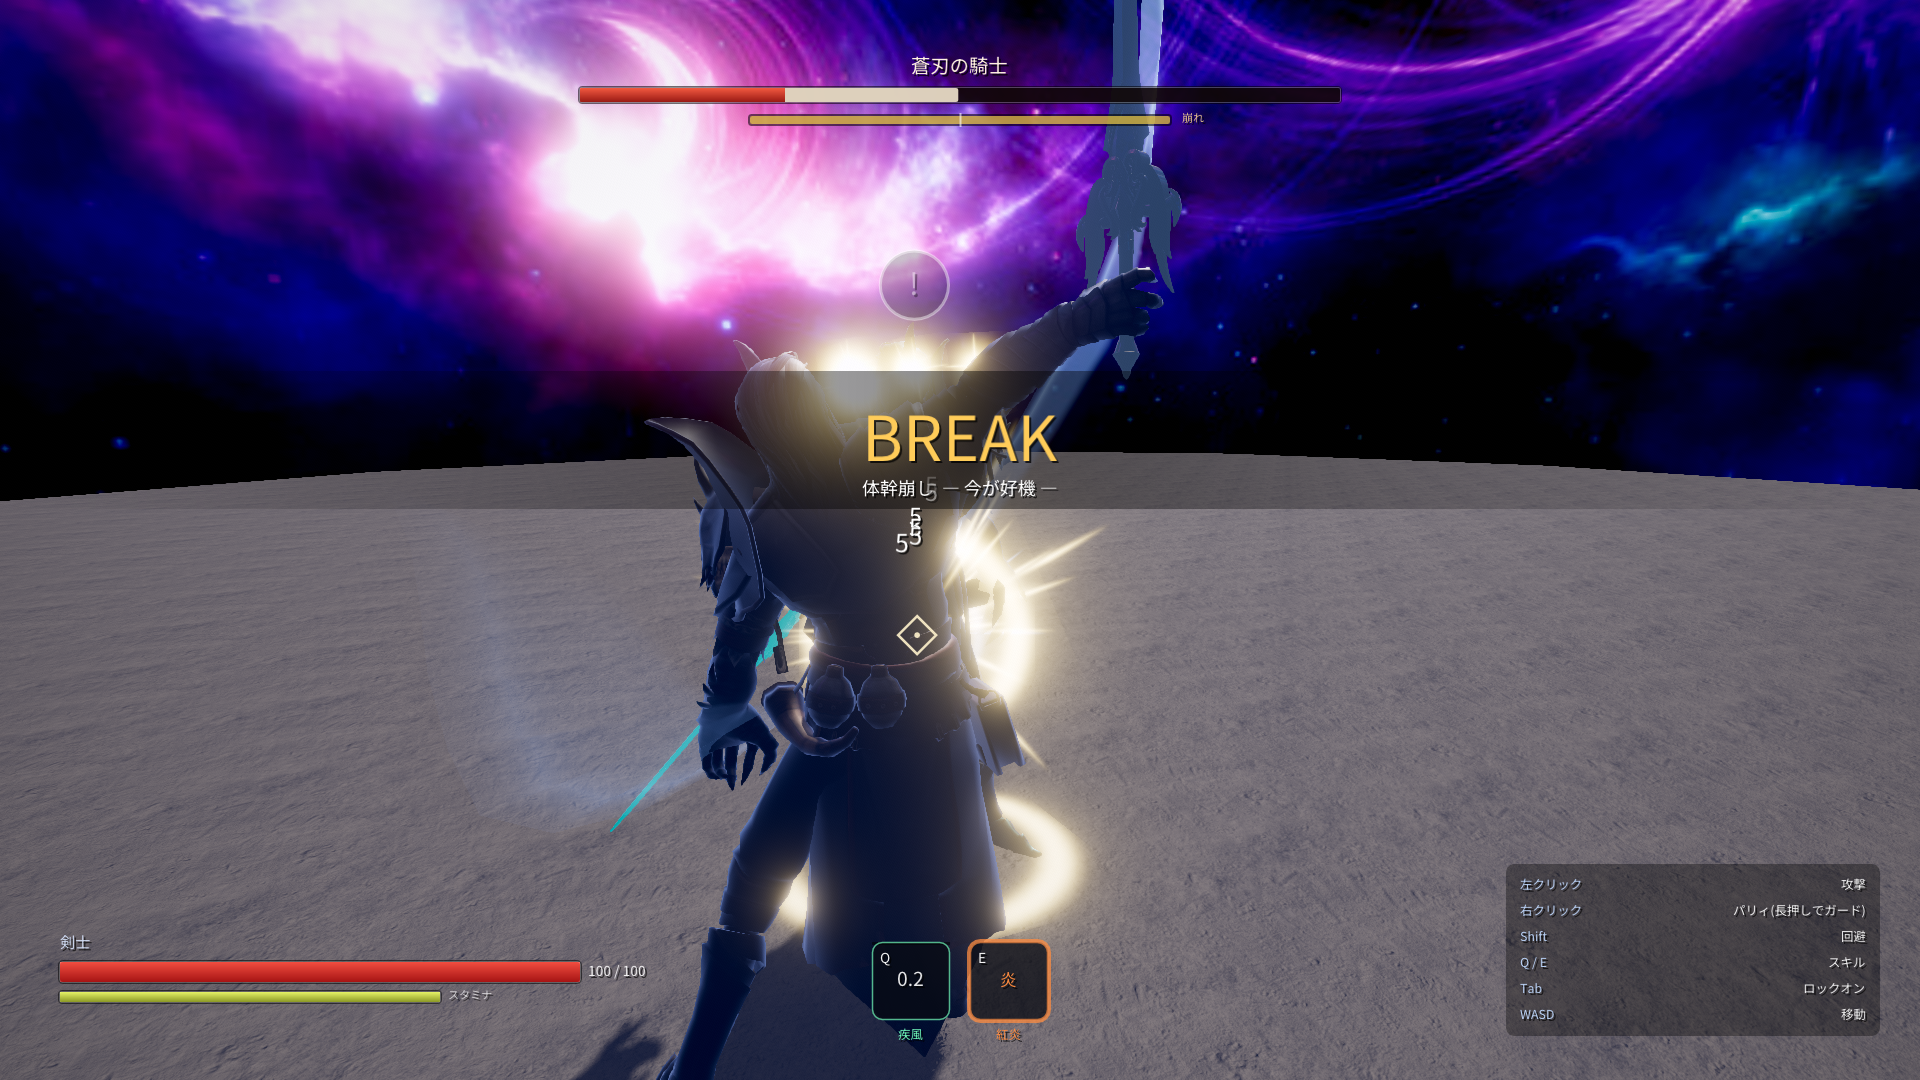 蒼刃の騎士
崩れ
!
BREAK
体幹崩し — 今が好機 —
5
5
5
5
剣士
100 / 100
スタミナ
Q
0.2
疾風
E
炎
紅炎
左クリック 攻撃
右クリック パリィ(長押しでガード)
Shift 回避
Q / E スキル
Tab ロックオン
WASD 移動